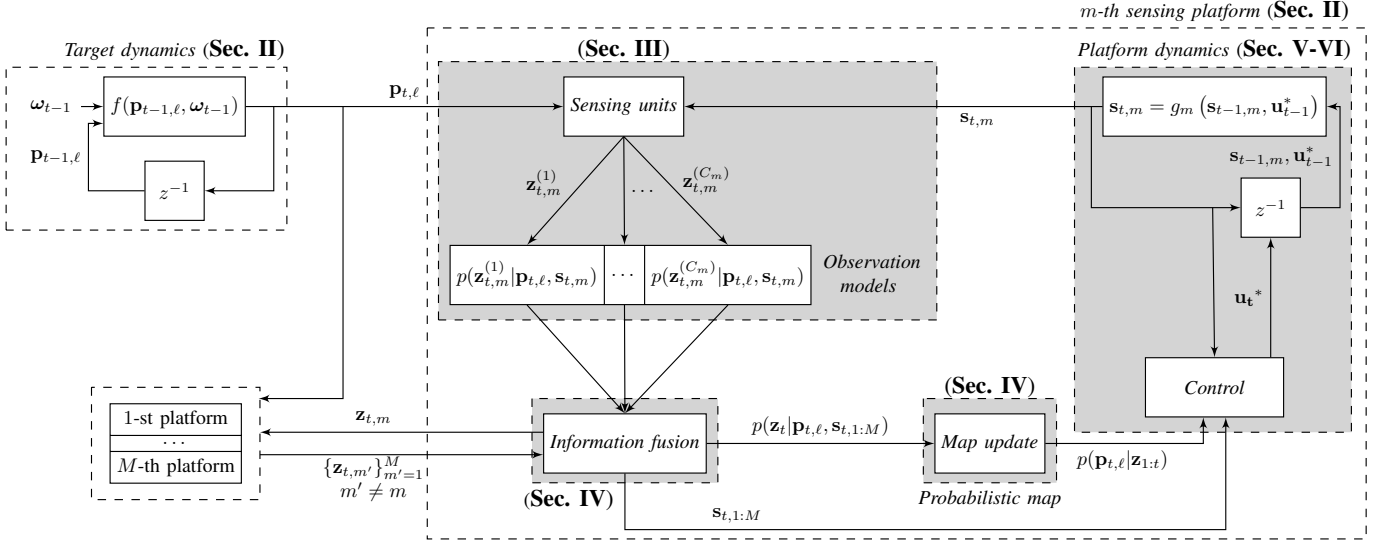 m-th sensing platform (Sec. II)
Target dynamics (Sec. II)
(Sec. III)
Platform dynamics (Sec. V-VI)
ω_{t-1}
f(p_{t-1,ℓ}, ω_{t-1})
p_{t,ℓ}
Sensing units
s_{t,m}
s_{t,m} = g_m (s_{t-1,m}, u*_{t-1})
p_{t-1,ℓ}
z^{-1}
z_{t,m}^{(1)}
...
z_{t,m}^{(C_m)}
s_{t-1,m}, u*_{t-1}
z^{-1}
p(z_{t,m}^{(1)}|p_{t,ℓ}, s_{t,m})
...
p(z_{t,m}^{(C_m)}|p_{t,ℓ}, s_{t,m})
Observation
models
u_t*
Control
(Sec. IV)
1-st platform
...
M-th platform
z_{t,m}
{z_{t,m'}}_{m'=1}^{M}
m' ≠ m
Information fusion
(Sec. IV)
p(z_t|p_{t,ℓ}, s_{t,1:M})
Map update
Probabilistic map
p(p_{t,ℓ}|z_{1:t})
s_{t,1:M}